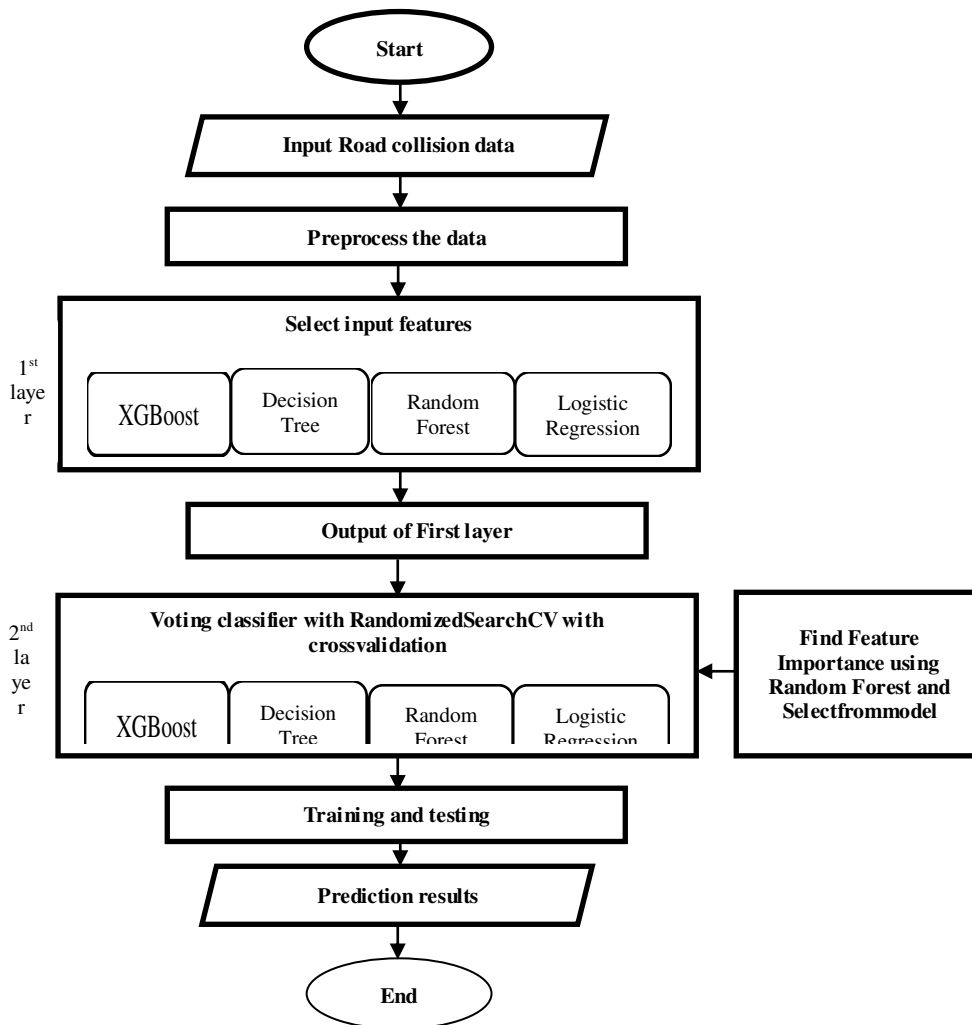 Start
Input Road collision data
Preprocess the data
Select input features
1st
laye
r
XGBoost
Decision
Tree
Random
Forest
Logistic
Regression
Output of First layer
Voting classifier with RandomizedSearchCV with
crossvalidation
2nd
la
ye
r
XGBoost
Decision
Tree
Random
Forest
Logistic
Regression
Find Feature
Importance using
Random Forest and
Selectfrommodel
Training and testing
Prediction results
End